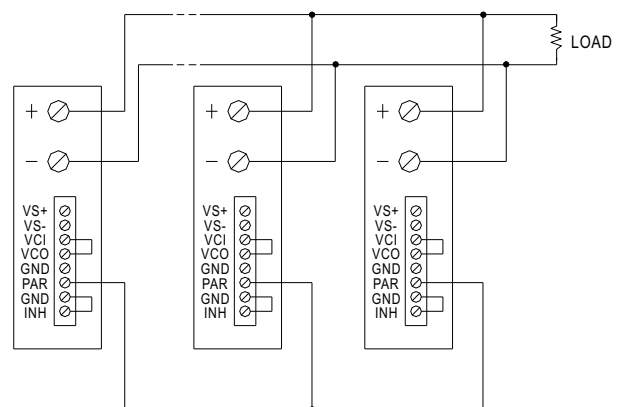 LOAD
+
−
VS+
VS-
VCI
VCO
GND
PAR
GND
INH
+
−
VS+
VS-
VCI
VCO
GND
PAR
GND
INH
+
−
VS+
VS-
VCI
VCO
GND
PAR
GND
INH